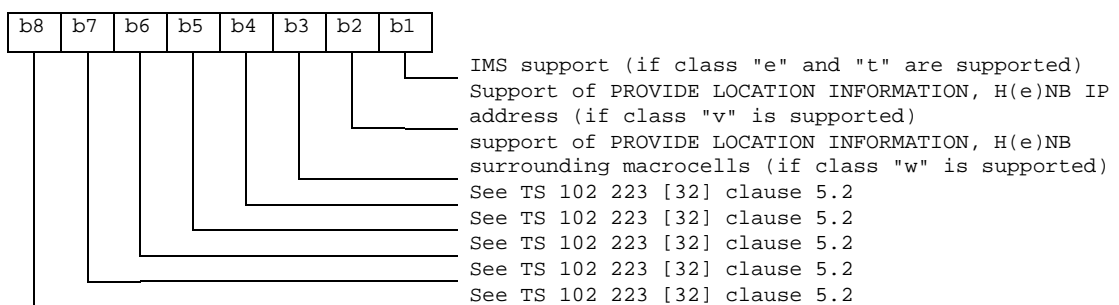 b8 b7 b6 b5 b4 b3 b2 b1
IMS support (if class "e" and "t" are supported)
Support of PROVIDE LOCATION INFORMATION, H(e)NB IP
address (if class "v" is supported)
support of PROVIDE LOCATION INFORMATION, H(e)NB
surrounding macrocells (if class "w" is supported)
See TS 102 223 [32] clause 5.2
See TS 102 223 [32] clause 5.2
See TS 102 223 [32] clause 5.2
See TS 102 223 [32] clause 5.2
See TS 102 223 [32] clause 5.2